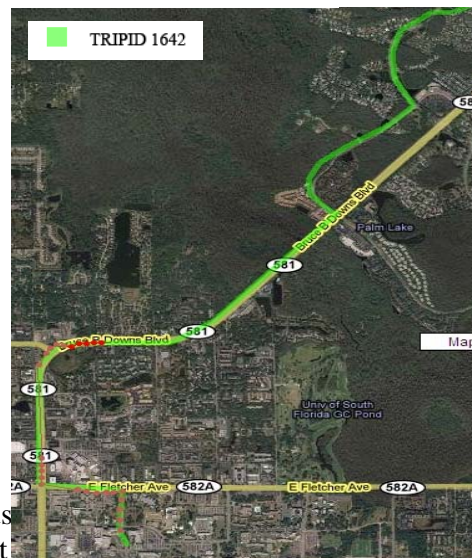 TRIPID 1642
58
Bruce B Downs Blvd
Palm Lake
581
581
Bruce B Downs Blvd
Map
581
Univ of South
Florida GC Pond
581
2A
E Fletcher Ave
582A
E Fletcher Ave
582A
s
t